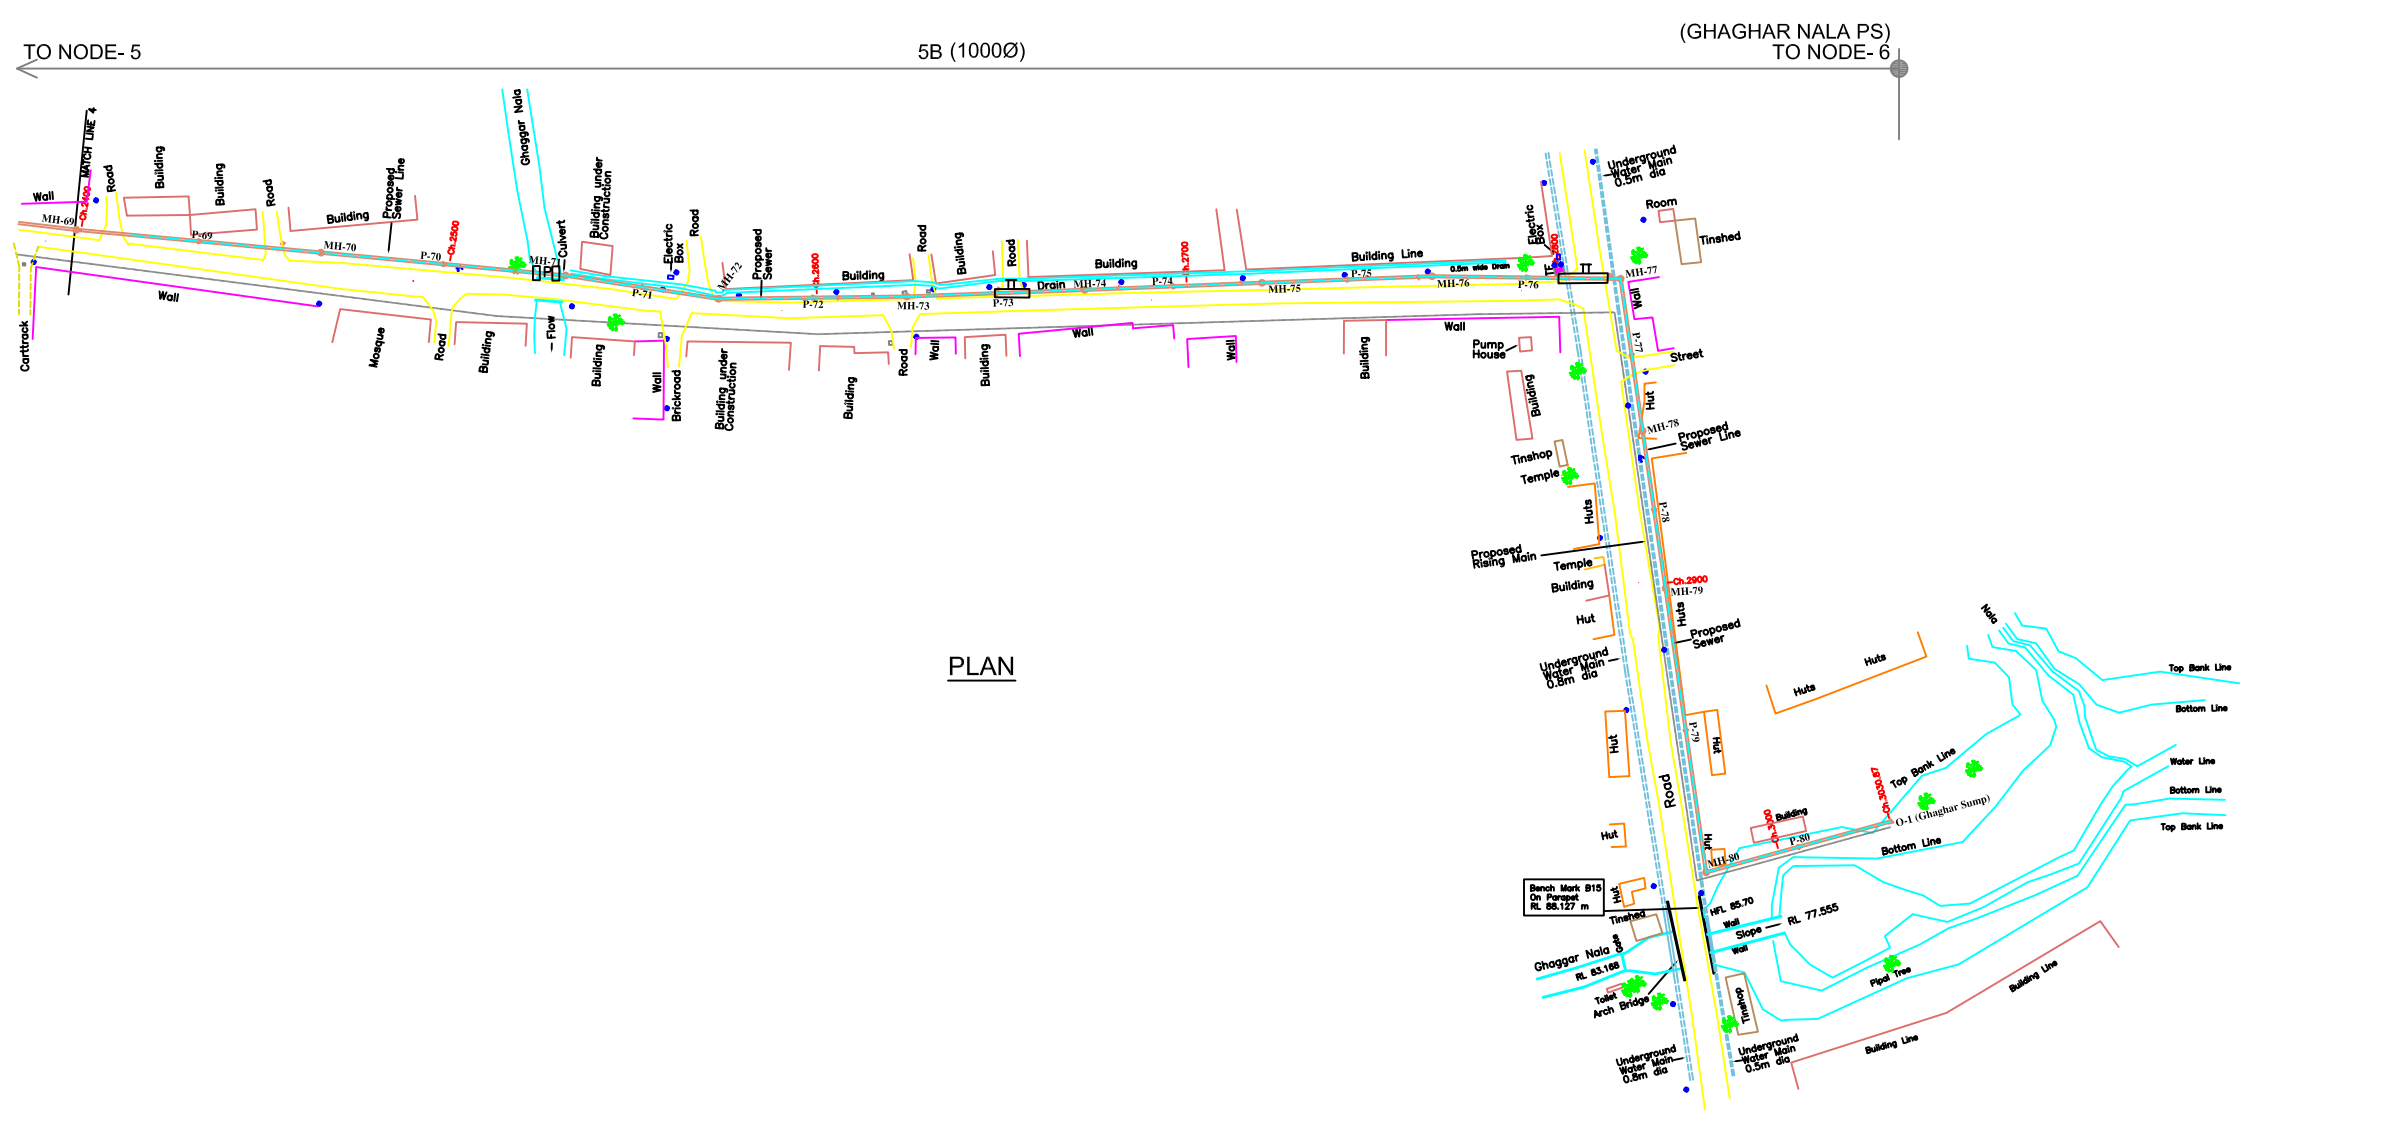 (GHAGHAR NALA PS)
TO NODE- 5
5B (1000Ø)
TO NODE- 6
MATCH LINE 4
Ch.2400
Wall
Road
Building
Building
Road
Building
Proposed
Sewer Line
Ghaggar Nala
Building under
Construction
Culvert
Electric
Box
Road
Proposed
Sewer
Building
Road
Building
Road
Drain
Building
Building Line
0.5m wide Drain
Electric
Box
Underground
Water Main
0.5m dia
Room
Tinshed
MH-69
P-69
MH-70
P-70
Ch.2500
MH-71
P
P-71
MH-72
Ch.2600
P-72
MH-73
TT
P-73
MH-74
P-74
Ch.2700
MH-75
P-75
MH-76
P-76
TT
MH-77
Wall
Carttrack
Wall
Mosque
Road
Building
Flow
Building
Wall
Brickroad
Building under
Construction
Building
Road
Wall
Building
Wall
Wall
Building
Wall
Pump
House
Building
P-77
Street
Hut
MH-78
Proposed
Sewer Line
Tinshop
Temple
Huts
P-78
Proposed
Rising Main
Temple
Building
Hut
Ch.2900
MH-79
Huts
Proposed
Sewer
Underground
Water Main
0.8m dia
PLAN
Hut
P-79
Hut
Road
Huts
Huts
Nala
Top Bank Line
Bottom Line
Water Line
Bottom Line
Top Bank Line
Top Bank Line
Ch.3030.87
O-1 (Ghaghar Sump)
Building
Ch.3000
P-80
Bottom Line
Hut
MH-80
Hut
Hut
Bench Mark B15
On Parapet
RL 88.127 m
Tinshed
Gate
Ghaggar Nala
RL 83.168
Toilet
Arch Bridge
HFL 85.70
Wall
Slope
RL 77.555
Wall
Pipal Tree
Building Line
Tinshop
Building Line
Underground
Water Main
0.8m dia
Underground
Water Main
0.5m dia